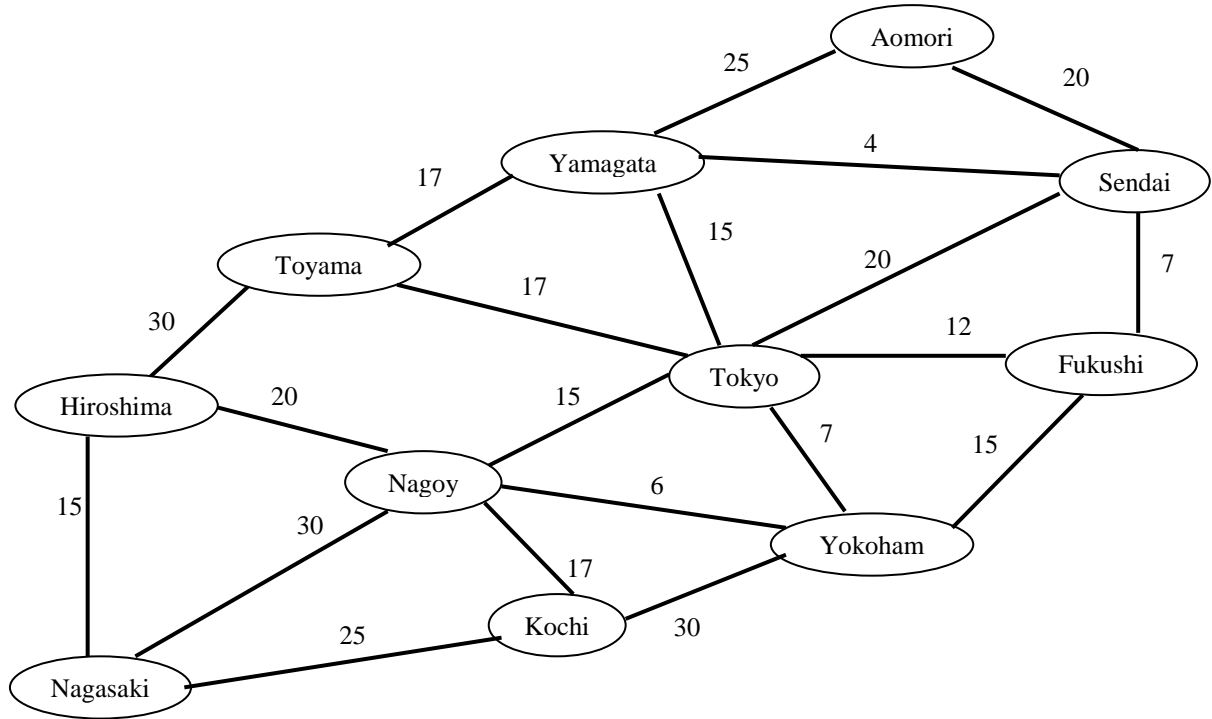 Aomori
25
20
Yamagata
4
Sendai
17
15
20
7
Toyama
17
30
12
Fukushi
Tokyo
Hiroshima
20
15
7
15
Nagoy
6
15
30
Yokoham
17
Kochi
30
25
Nagasaki